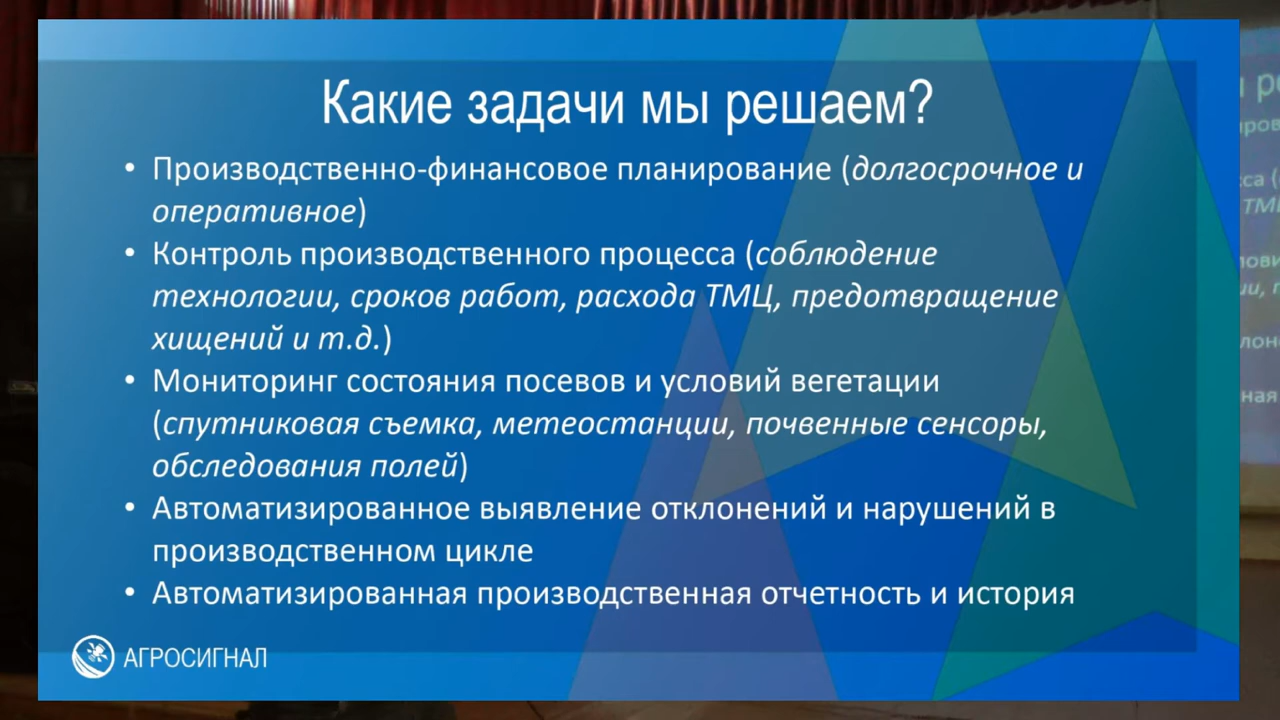 Какие задачи мы решаем?
• Производственно-финансовое планирование (долгосрочное и
оперативное)
• Контроль производственного процесса (соблюдение
технологии, сроков работ, расхода ТМЦ, предотвращение
хищений и т.д.)
• Мониторинг состояния посевов и условий вегетации
(спутниковая съемка, метеостанции, почвенные сенсоры,
обследования полей)
• Автоматизированное выявление отклонений и нарушений в
производственном цикле
• Автоматизированная производственная отчетность и история
АГРОСИГНАЛ